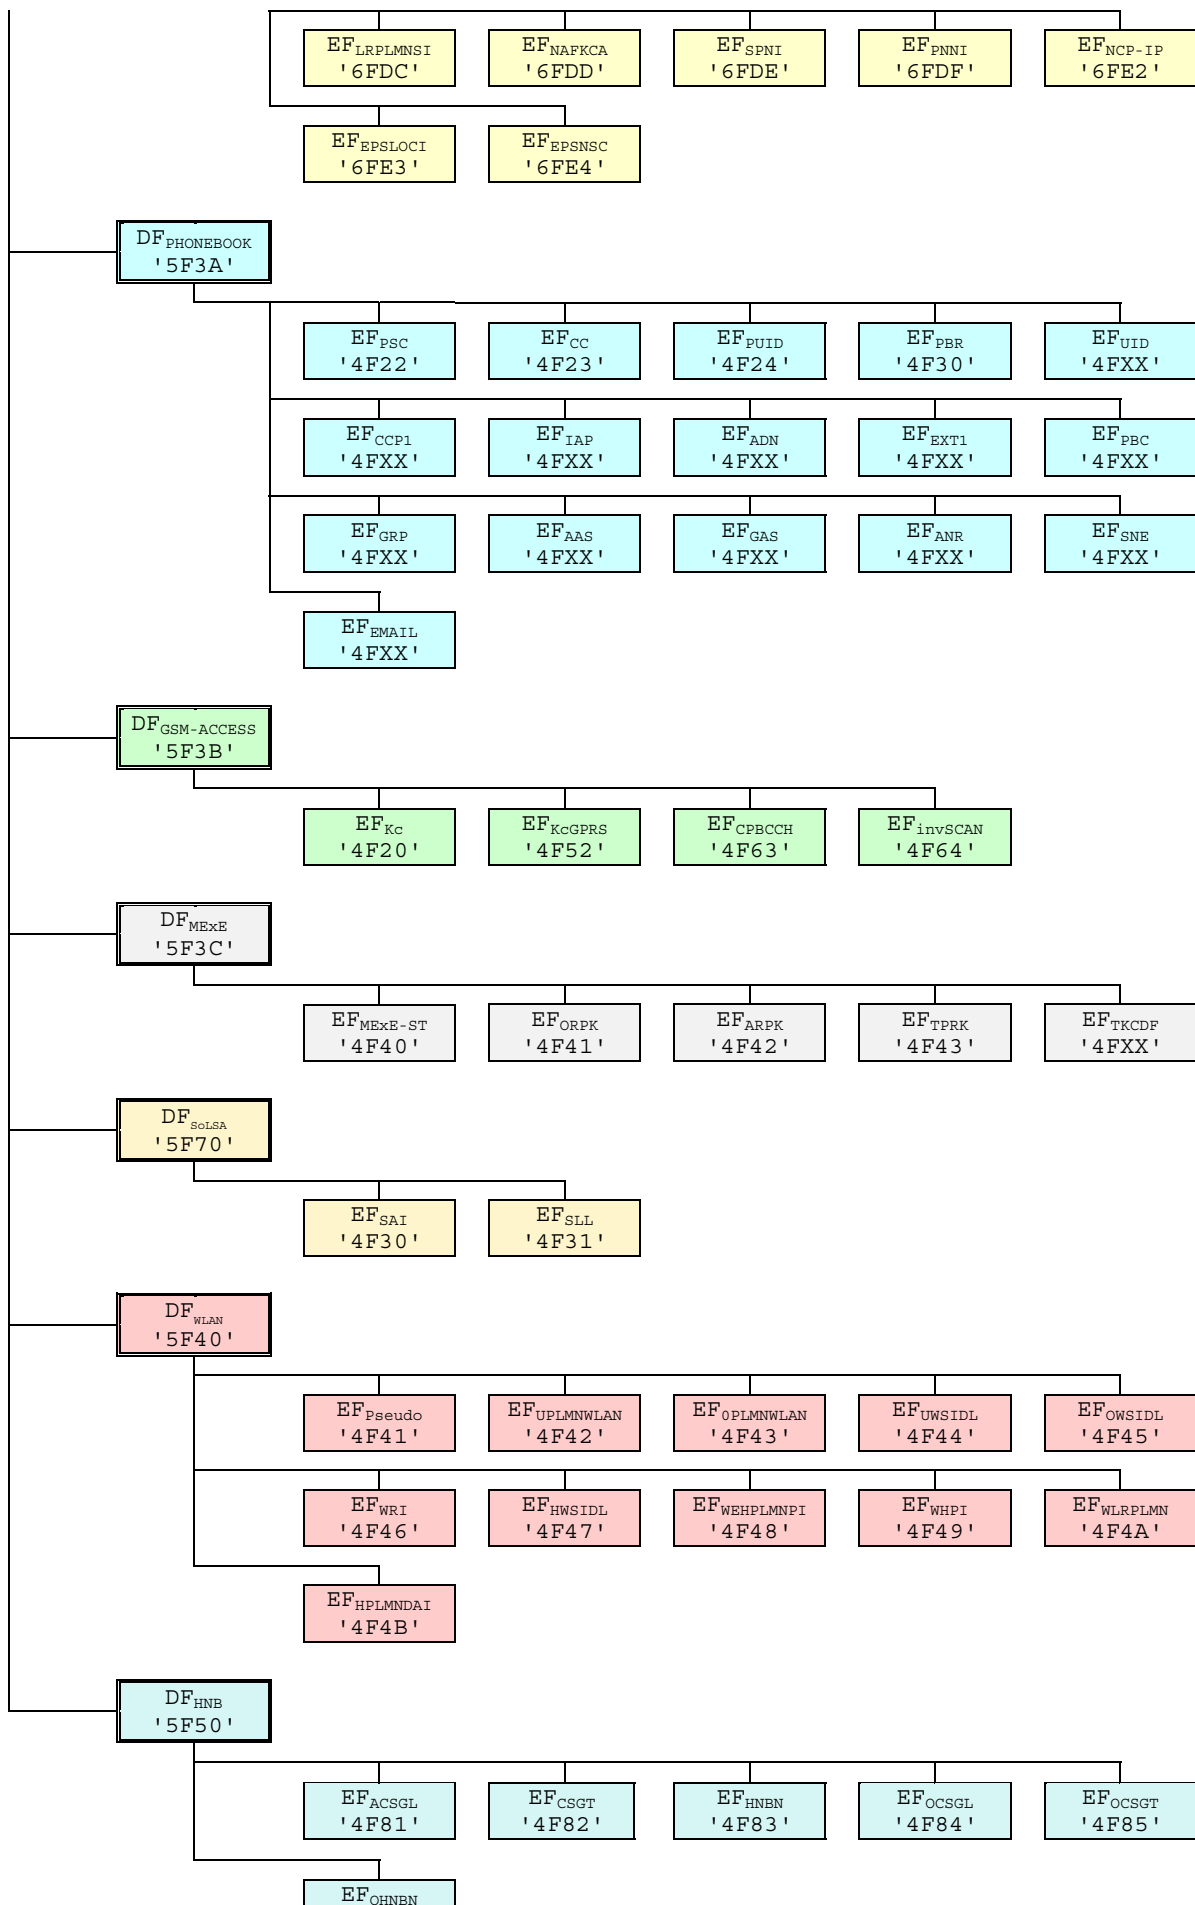 EFLRPLMNSI EFNAFKCA EFSPNI EFPNNI EFNCP-IP
'6FDC' '6FDD' '6FDE' '6FDF' '6FE2'
EFEPSLOCI EFEPSNSC
'6FE3' '6FE4'
DFPHONEBOOK
'5F3A'
EFPSC EFCC EFPUID EFPBR EFUID
'4F22' '4F23' '4F24' '4F30' '4FXX'
EFCCP1 EFIAP EFADN EFEXT1 EFPBC
'4FXX' '4FXX' '4FXX' '4FXX' '4FXX'
EFGRP EFAAS EFGAS EFANR EFSNE
'4FXX' '4FXX' '4FXX' '4FXX' '4FXX'
EFEMAIL
'4FXX'
DFGSM-ACCESS
'5F3B'
EFKc EFKcGPRS EFCPBCCH EFinvSCAN
'4F20' '4F52' '4F63' '4F64'
DFMExE
'5F3C'
EFMExE-ST EFORPK EFARPK EFTPRK EFTKCDF
'4F40' '4F41' '4F42' '4F43' '4FXX'
DFSoLSA
'5F70'
EFSAI EFSLL
'4F30' '4F31'
DFWLAN
'5F40'
EFPseudo EFUPLMNWLAN EF0PLMNWLAN EFUWSIDL EFOWSIDL
'4F41' '4F42' '4F43' '4F44' '4F45'
EFWRI EFHWSIDL EFWEHPLMNPI EFWHPI EFWLRPLMN
'4F46' '4F47' '4F48' '4F49' '4F4A'
EFHPLMNDAI
'4F4B'
DFHNB
'5F50'
EFACSGL EFCSGT EFHNBN EFOCSGL EFOCSGT
'4F81' '4F82' '4F83' '4F84' '4F85'
EFOHNBN